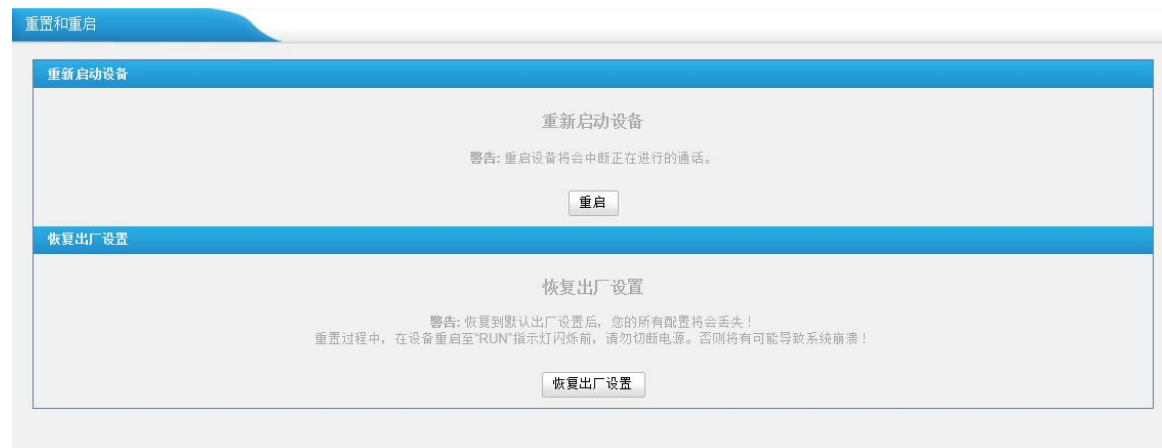 重置和重启
重新启动设备
重新启动设备
警告: 重启设备将会中断正在进行的通话。
重启
恢复出厂设置
恢复出厂设置
警告: 恢复到默认出厂设置后，您的所有配置将会丢失！
重置过程中，在设备重启至“RUN”指示灯闪烁前，请勿切断电源。否则将有可能导致系统崩溃！
恢复出厂设置